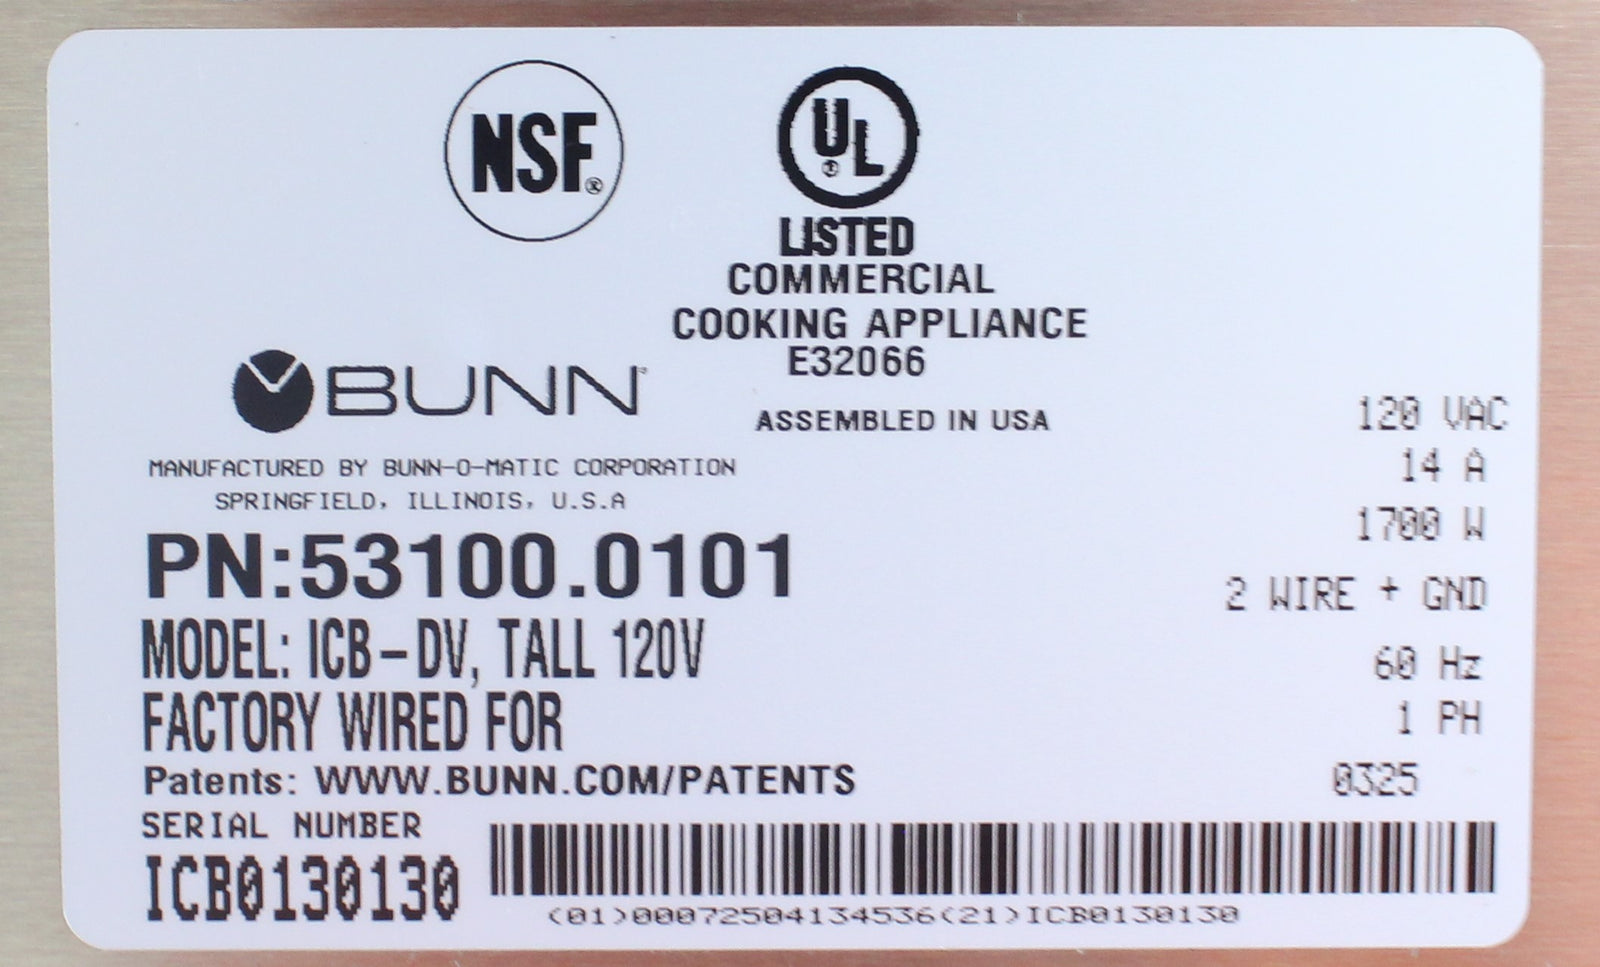 NSF®
UL®
LISTED
COMMERCIAL
COOKING APPLIANCE
E32066
BUNN
ASSEMBLED IN USA
MANUFACTURED BY BUNN-O-MATIC CORPORATION
SPRINGFIELD, ILLINOIS, U.S.A
PN:53100.0101
MODEL: ICB-DV, TALL 120V
FACTORY WIRED FOR
Patents: WWW.BUNN.COM/PATENTS
SERIAL NUMBER
ICB0130130
120 VAC
14 A
1700 W
2 WIRE + GND
60 Hz
1 PH
0325
(01)00072504134536(21)ICB0130130